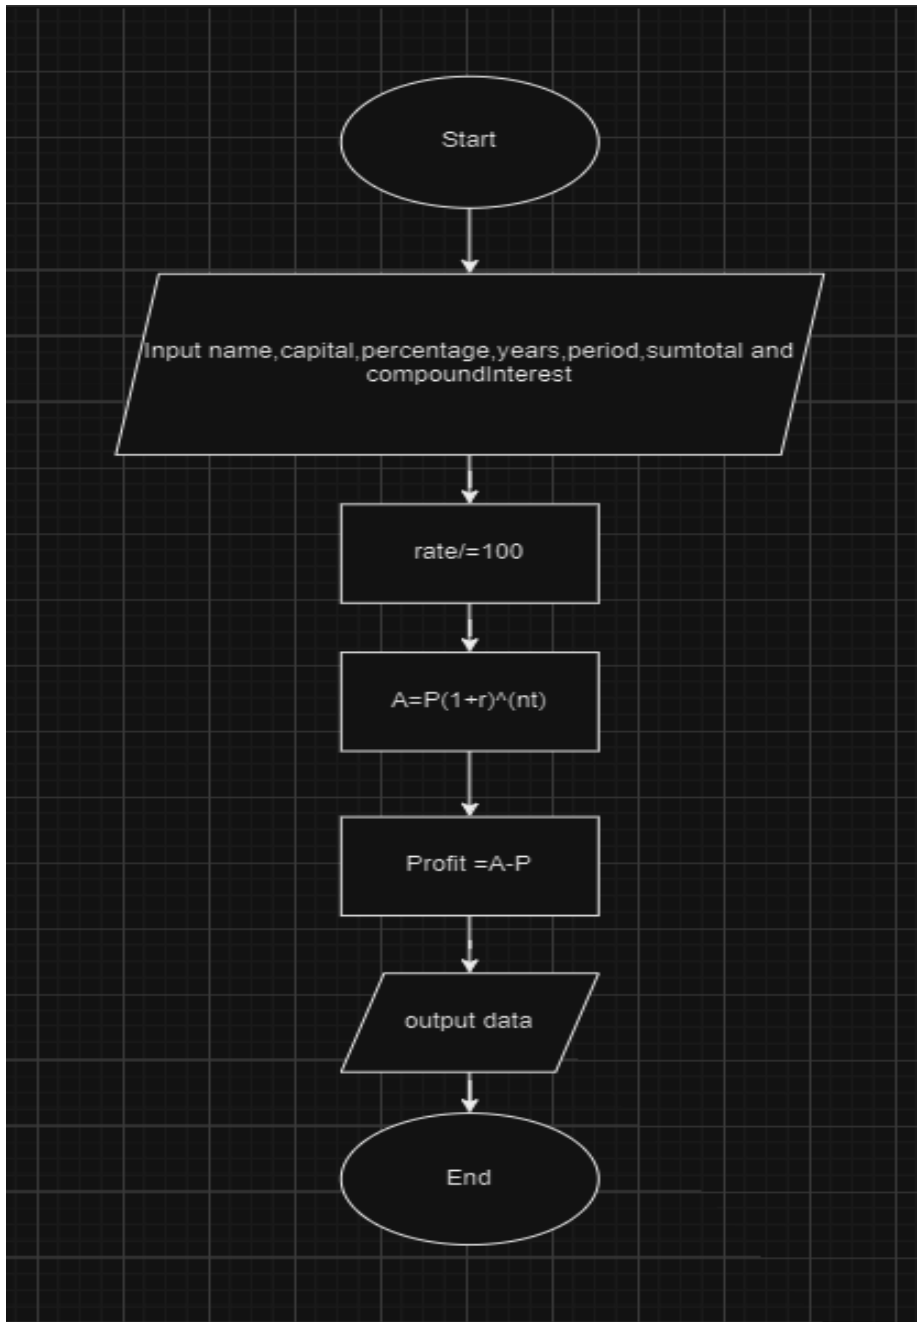 Start
Input name,capital,percentage,years,period,sumtotal and
compoundInterest
rate/=100
A=P(1+r)^(nt)
Profit =A-P
output data
End